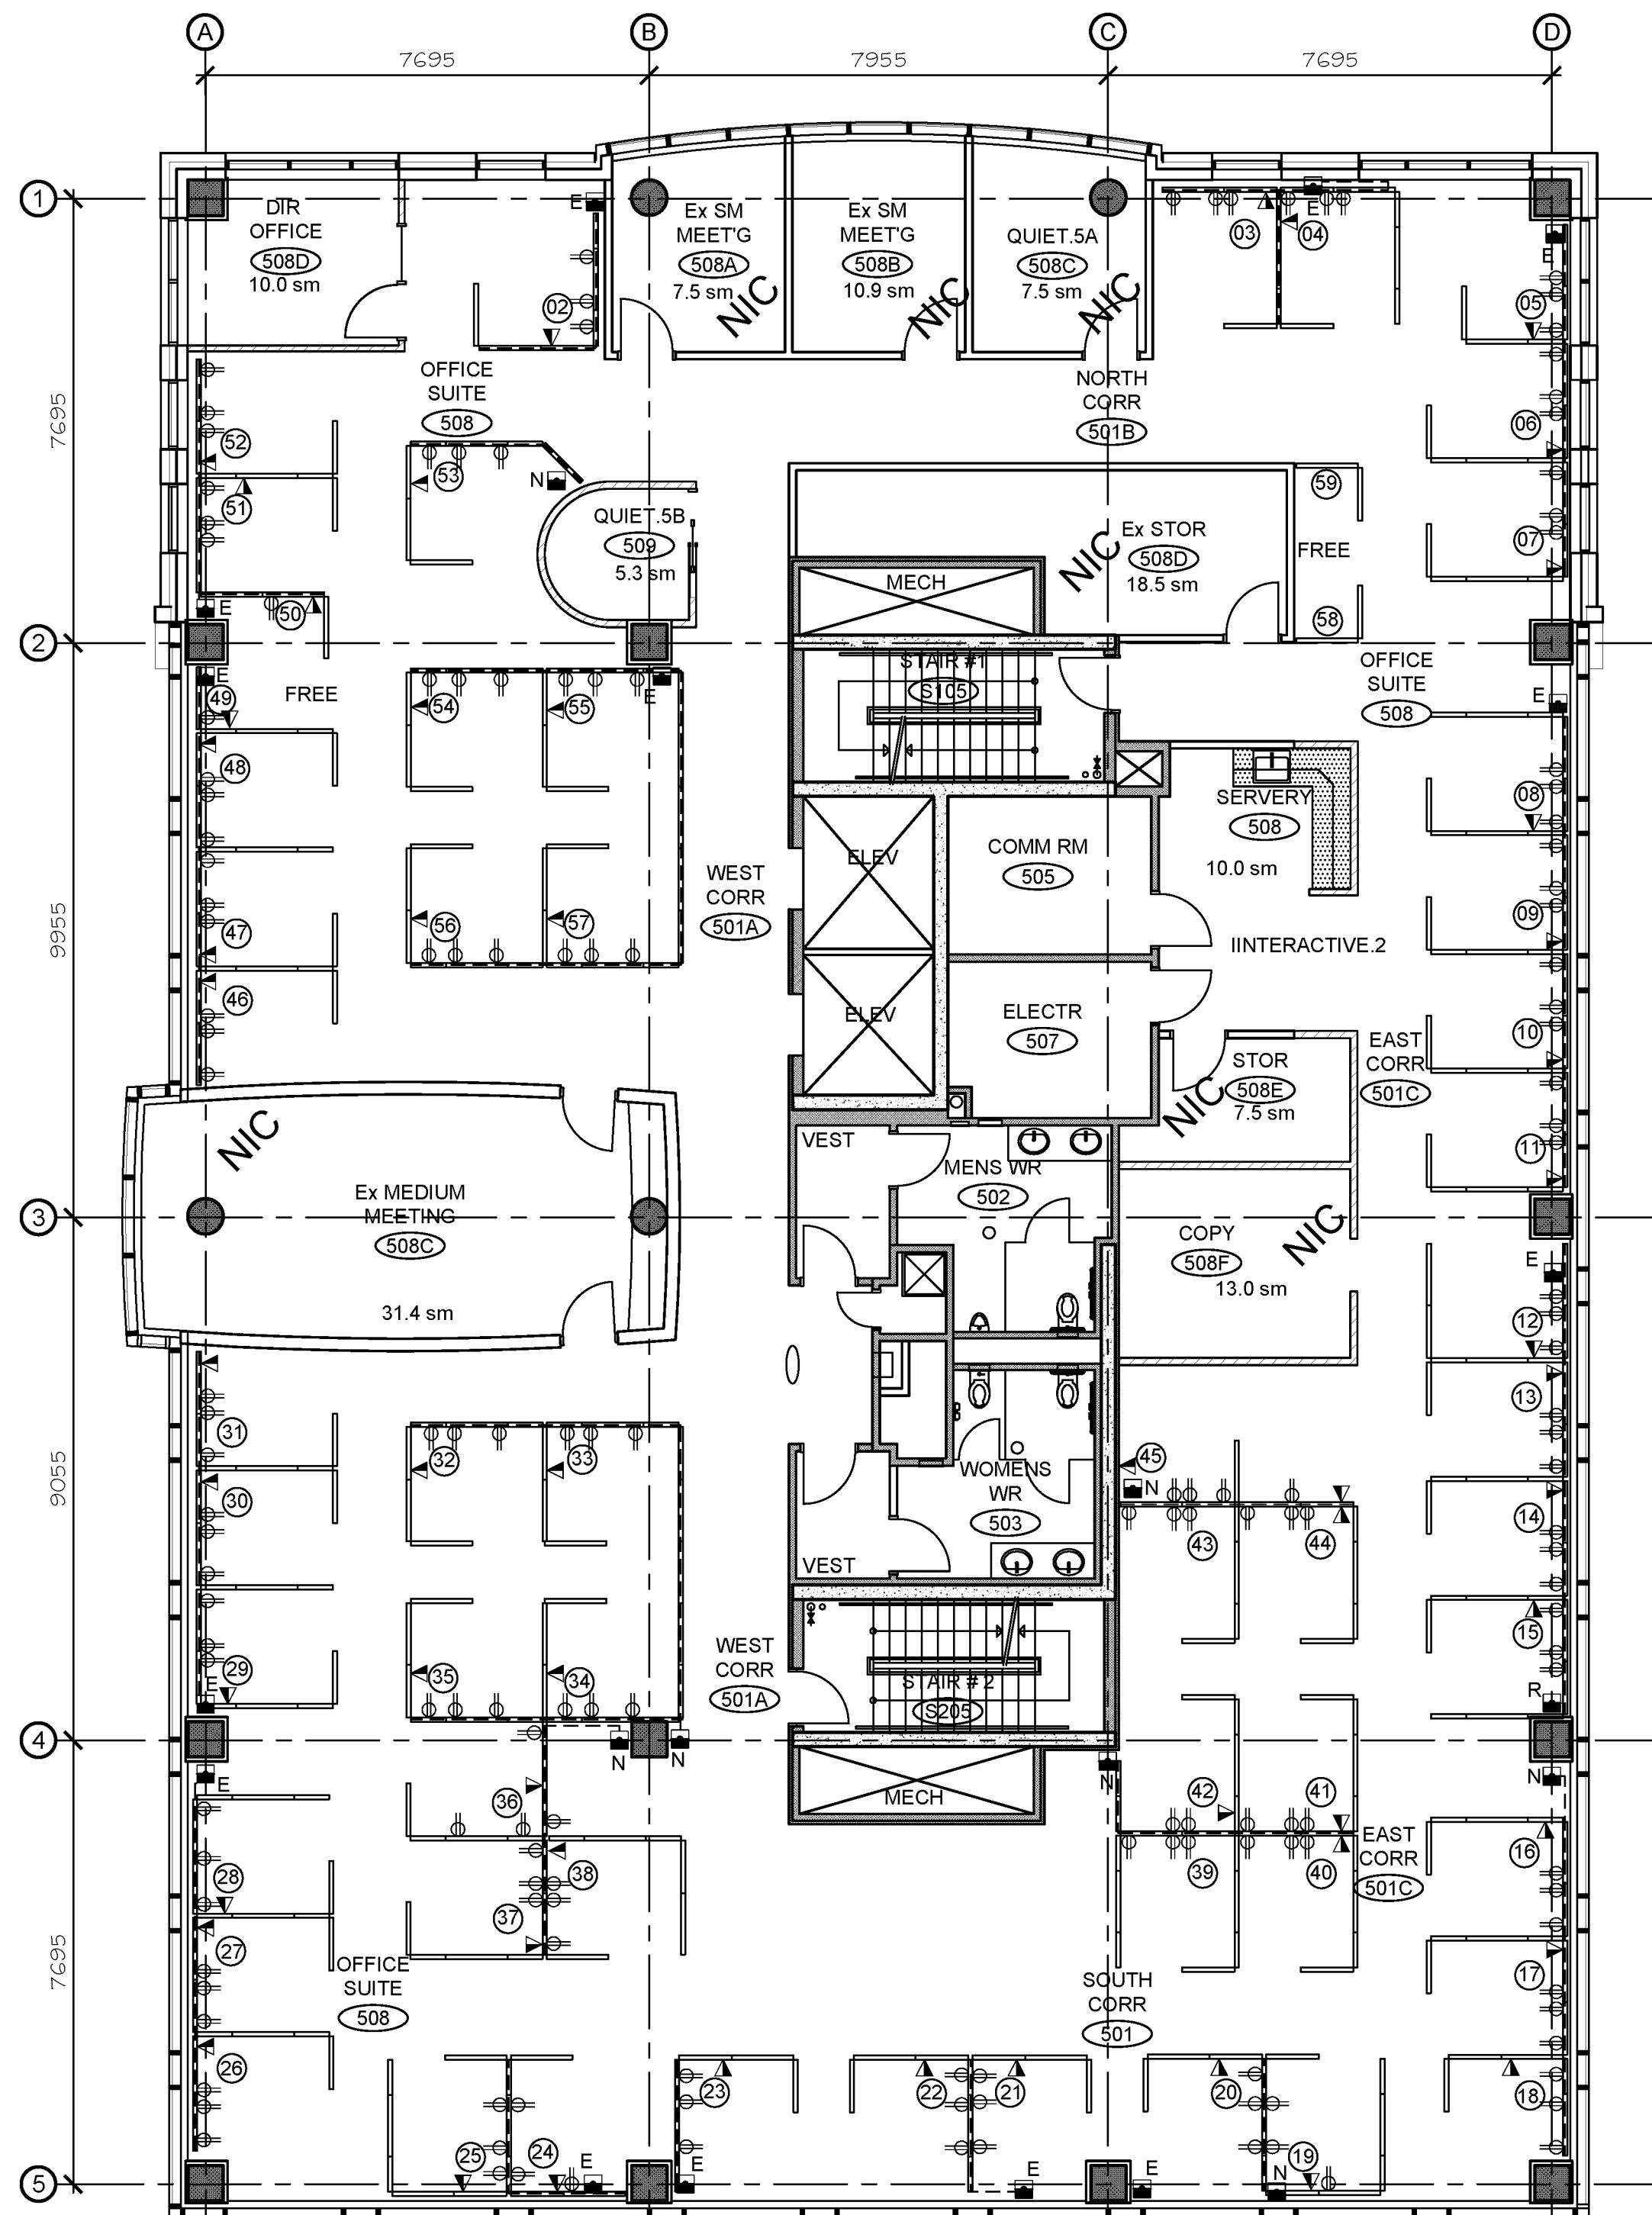 A
B
C
D
7695
7955
7695
1
DIR
OFFICE
508D
10.0 sm
E
02
Ex SM
MEET'G
508A
7.5 sm
NIC
Ex SM
MEET'G
508B
10.9 sm
NIC
QUIET.5A
508C
7.5 sm
NIC
03
E
04
E
05
7695
OFFICE
SUITE
508
NORTH
CORR
501B
06
52
53
51
N
QUIET.5B
509
5.3 sm
59
FREE
58
Ex STOR
508D
18.5 sm
NIC
MECH
07
E
50
2
E
49
FREE
54
55
E
STAIR #1
S105
OFFICE
SUITE
508
E
48
SERVERY
508
10.0 sm
08
ELEV
COMM RM
505
WEST
CORR
501A
9955
47
56
57
09
IINTERACTIVE.2
46
ELEV
ELECTR
507
10
EAST
CORR
501C
STOR
508E
7.5 sm
NIC
NIC
VEST
MENS WR
502
11
3
Ex MEDIUM
MEETING
508C
31.4 sm
COPY
508F
13.0 sm
NIC
E
12
13
31
32
33
45
N
9055
30
WOMENS
WR
503
14
43
44
VEST
15
29
E
35
34
WEST
CORR
501A
STAIR # 2
S205
R
4
N
N
N
N
E
36
42
41
MECH
EAST
CORR
501C
16
28
38
39
40
37
27
7695
OFFICE
SUITE
508
SOUTH
CORR
501
17
26
23
22
21
20
18
25
24
E
E
E
E
N
19
5